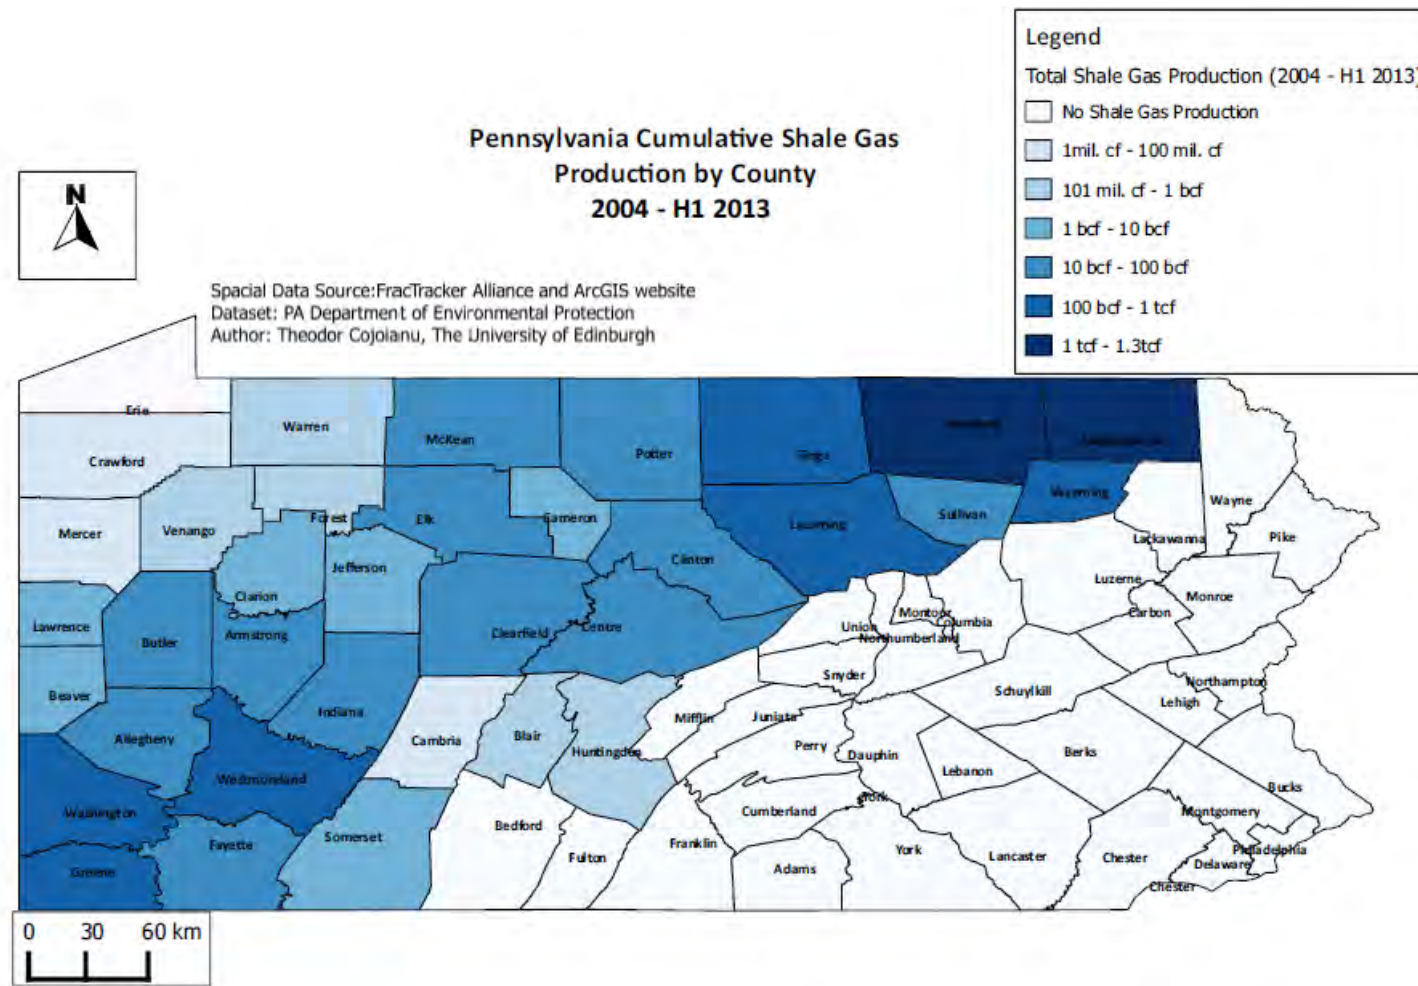 Legend
Total Shale Gas Production (2004 - H1 2013)
No Shale Gas Production
1mil. cf - 100 mil. cf
101 mil. cf - 1 bcf
1 bcf - 10 bcf
10 bcf - 100 bcf
100 bcf - 1 tcf
1 tcf - 1.3tcf
Pennsylvania Cumulative Shale Gas
Production by County
2004 - H1 2013
N
Spacial Data Source:FracTracker Alliance and ArcGIS website
Dataset: PA Department of Environmental Protection
Author: Theodor Cojoianu, The University of Edinburgh
Erie
Warren
McKean
Potter
Tioga
Crawford
Wyoming
Wayne
Mercer
Venango
Forest
Elk
Cameron
Lycoming
Sullivan
Lackawanna
Pike
Jefferson
Clinton
Luzerne
Clarion
Monroe
Lawrence
Butler
Armstrong
Clearfield
Centre
Union
Montour
Columbia
Carbon
Northumberland
Snyder
Beaver
Indiana
Mifflin
Juniata
Schuylkill
Northampton
Lehigh
Allegheny
Cambria
Blair
Huntingden
Perry
Dauphin
Lebanon
Berks
Westmoreland
Bucks
Washington
Somerset
Bedford
Cumberland
York
Montgomery
Fayette
Fulton
Franklin
York
Lancaster
Chester
Philadelphia
Greene
Adams
Delaware
Chester
0 30 60 km